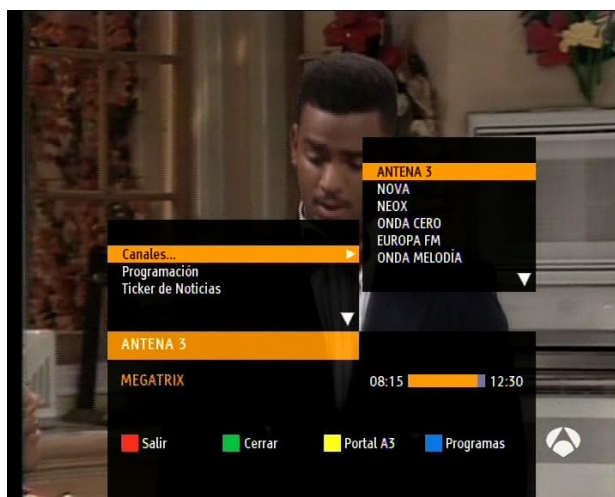 ANTENA 3
NOVA
NEOX
ONDA CERO
EUROPA FM
ONDA MELODÍA
Canales...
Programación
Ticker de Noticias
ANTENA 3
MEGATRIX
08:15 12:30
Salir Cerrar Portal A3 Programas